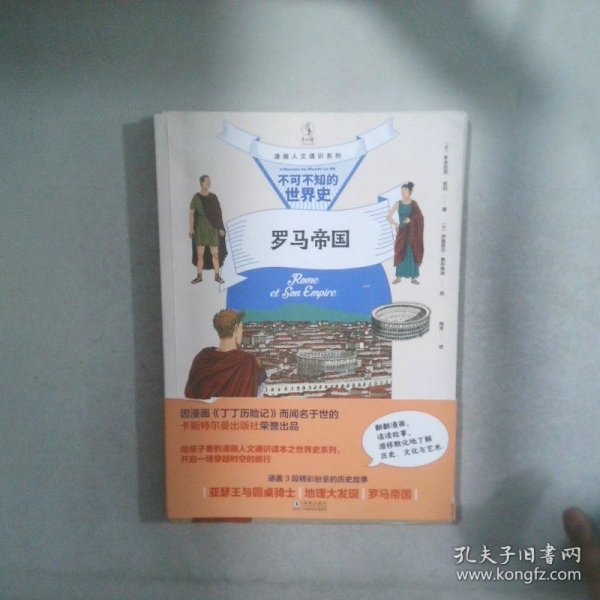 漫画人文通识系列
L'Histoire du Monde en BD
不可不知的
世界史
罗马帝国
Rome
et Son Empire
因漫画《丁丁历险记》而闻名于世的
卡斯特尔曼出版社荣誉出品
给孩子看的漫画人文通识读本之世界史系列，
开启一场穿越时空的旅行
翻翻漫画，
读读故事，
潜移默化地了解
历史、文化与艺术
涵盖3段精彩纷呈的历史故事
亚瑟王与圆桌骑士 | 地理大发现 | 罗马帝国
孔夫子旧书网
www.kongfz.com